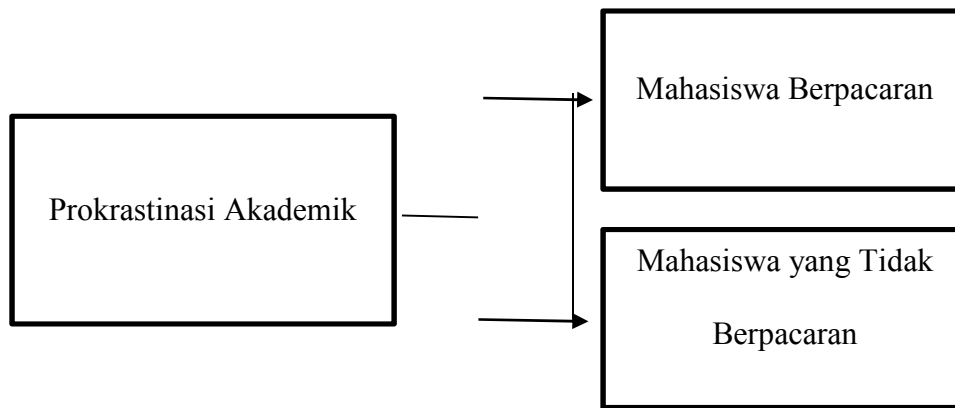 Prokrastinasi Akademik
Mahasiswa Berpacaran
Mahasiswa yang Tidak
Berpacaran